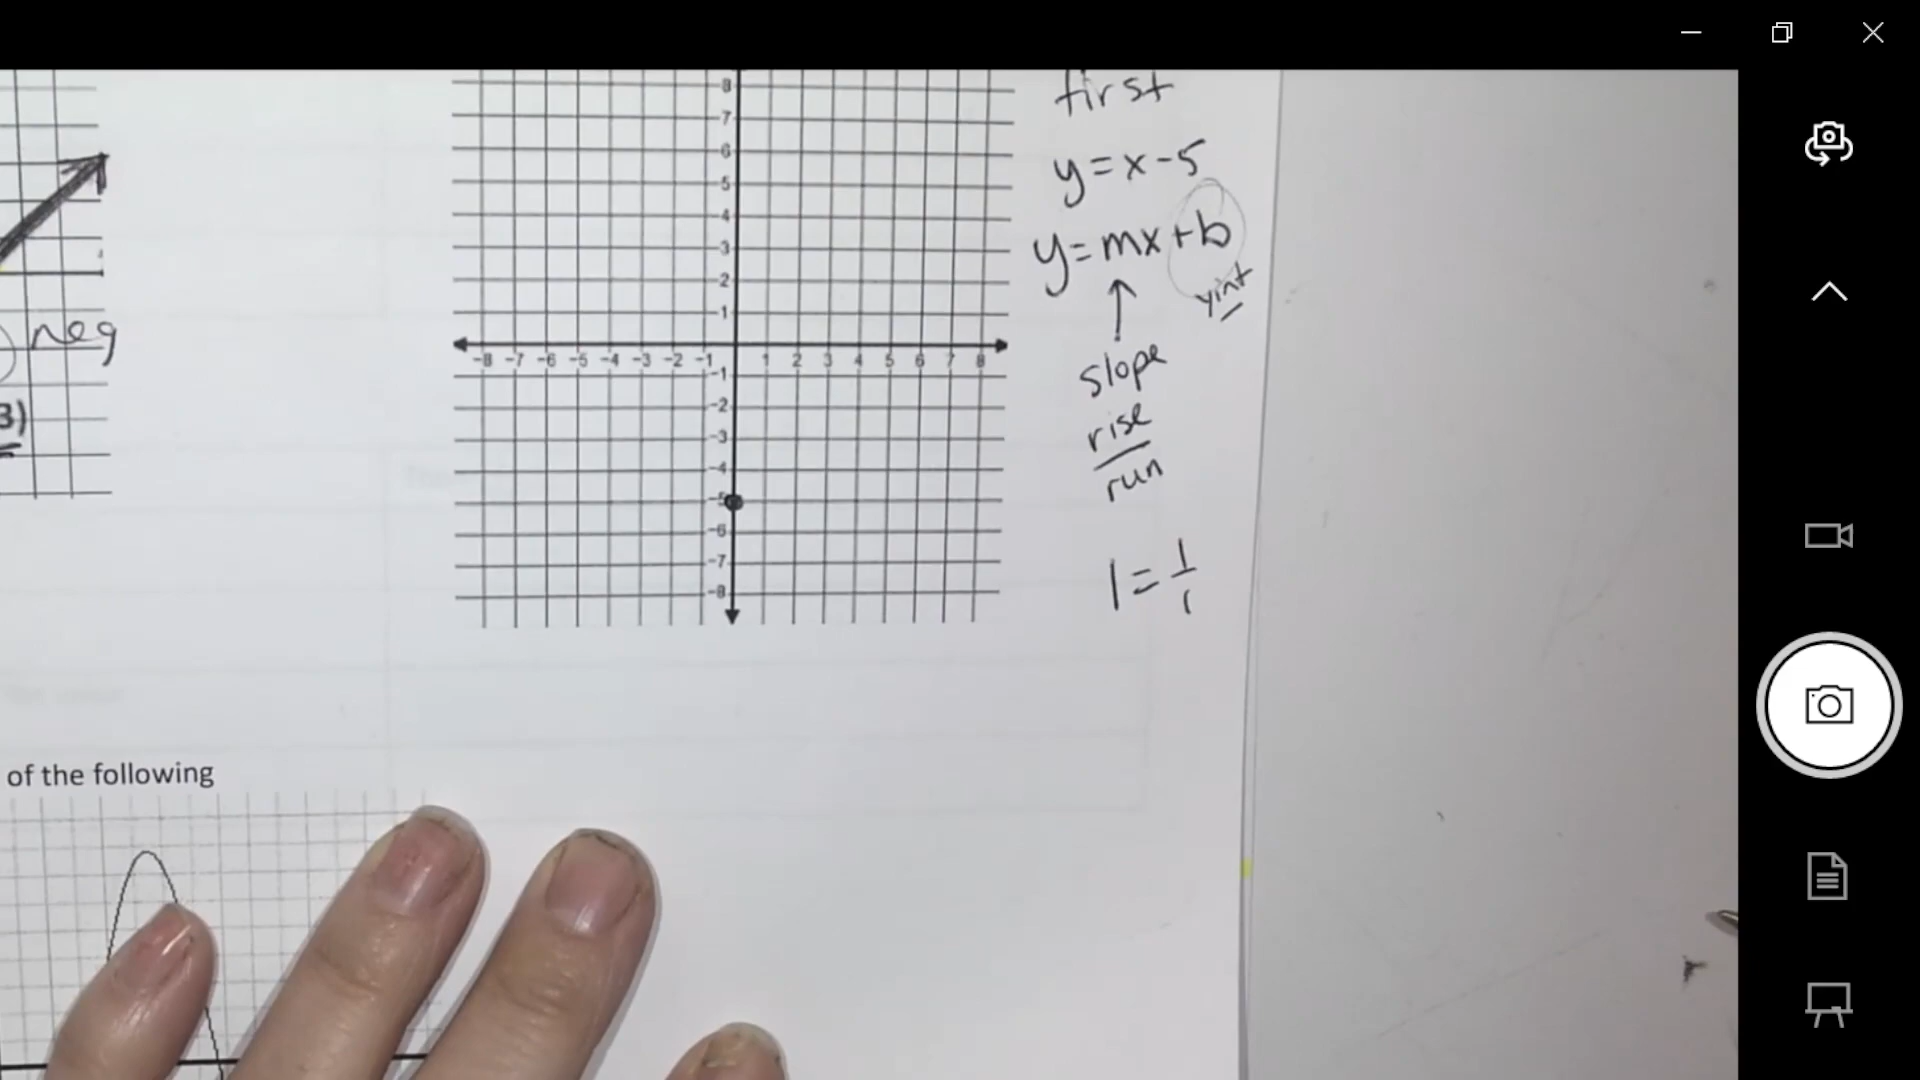 first
y=x-5
y=mx+b
yint
slope
rise
run
1=1/1
neg
3)
8
7
6
5
4
3
2
1
-8 -7 -6 -5 -4 -3 -2 -1 1 2 3 4 5 6 7 8
-1
-2
-3
-4
-5
-6
-7
-8
of the following